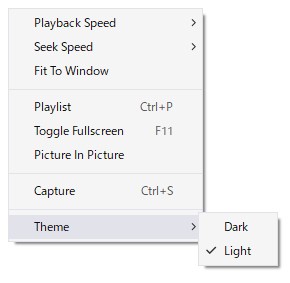 Playback Speed
Seek Speed
Fit To Window
Playlist Ctrl+P
Toggle Fullscreen F11
Picture In Picture
Capture Ctrl+S
Theme
Dark
Light